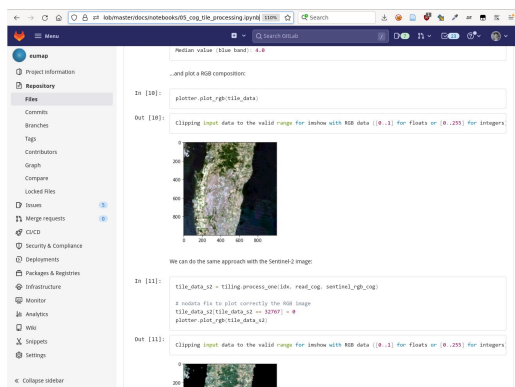 lob/master/docs/notebooks/05_cog_tile_processing.ipynb
110%
Search
Menu
Search GitLab
eumap
Project information
Repository
Files
Commits
Branches
Tags
Contributors
Graph
Compare
Locked Files
Issues 5
Merge requests 6
CI/CD
Security & Compliance
Deployments
Packages & Registries
Infrastructure
Monitor
Analytics
Wiki
Snippets
Settings
Collapse sidebar
Median value (blue band): 4.0
...and plot a RGB composition:
In [10]:
plotter.plot_rgb(tile_data)
Out [10]:
Clipping input data to the valid range for imshow with RGB data ([0..1] for floats or [0..255] for integers)
0
200
400
600
800
0 200 400 600 800
We can do the same approach with the Sentinel-2 image:
In [11]:
tile_data_s2 = tiling.process_one(idx, read_cog, sentinel_rgb_cog)
# nodata fix to plot correctly the RGB image
tile_data_s2[tile_data_s2 == 32767] = 0
plotter.plot_rgb(tile_data_s2)
Out [11]:
Clipping input data to the valid range for imshow with RGB data ([0..1] for floats or [0..255] for integers)
0
200